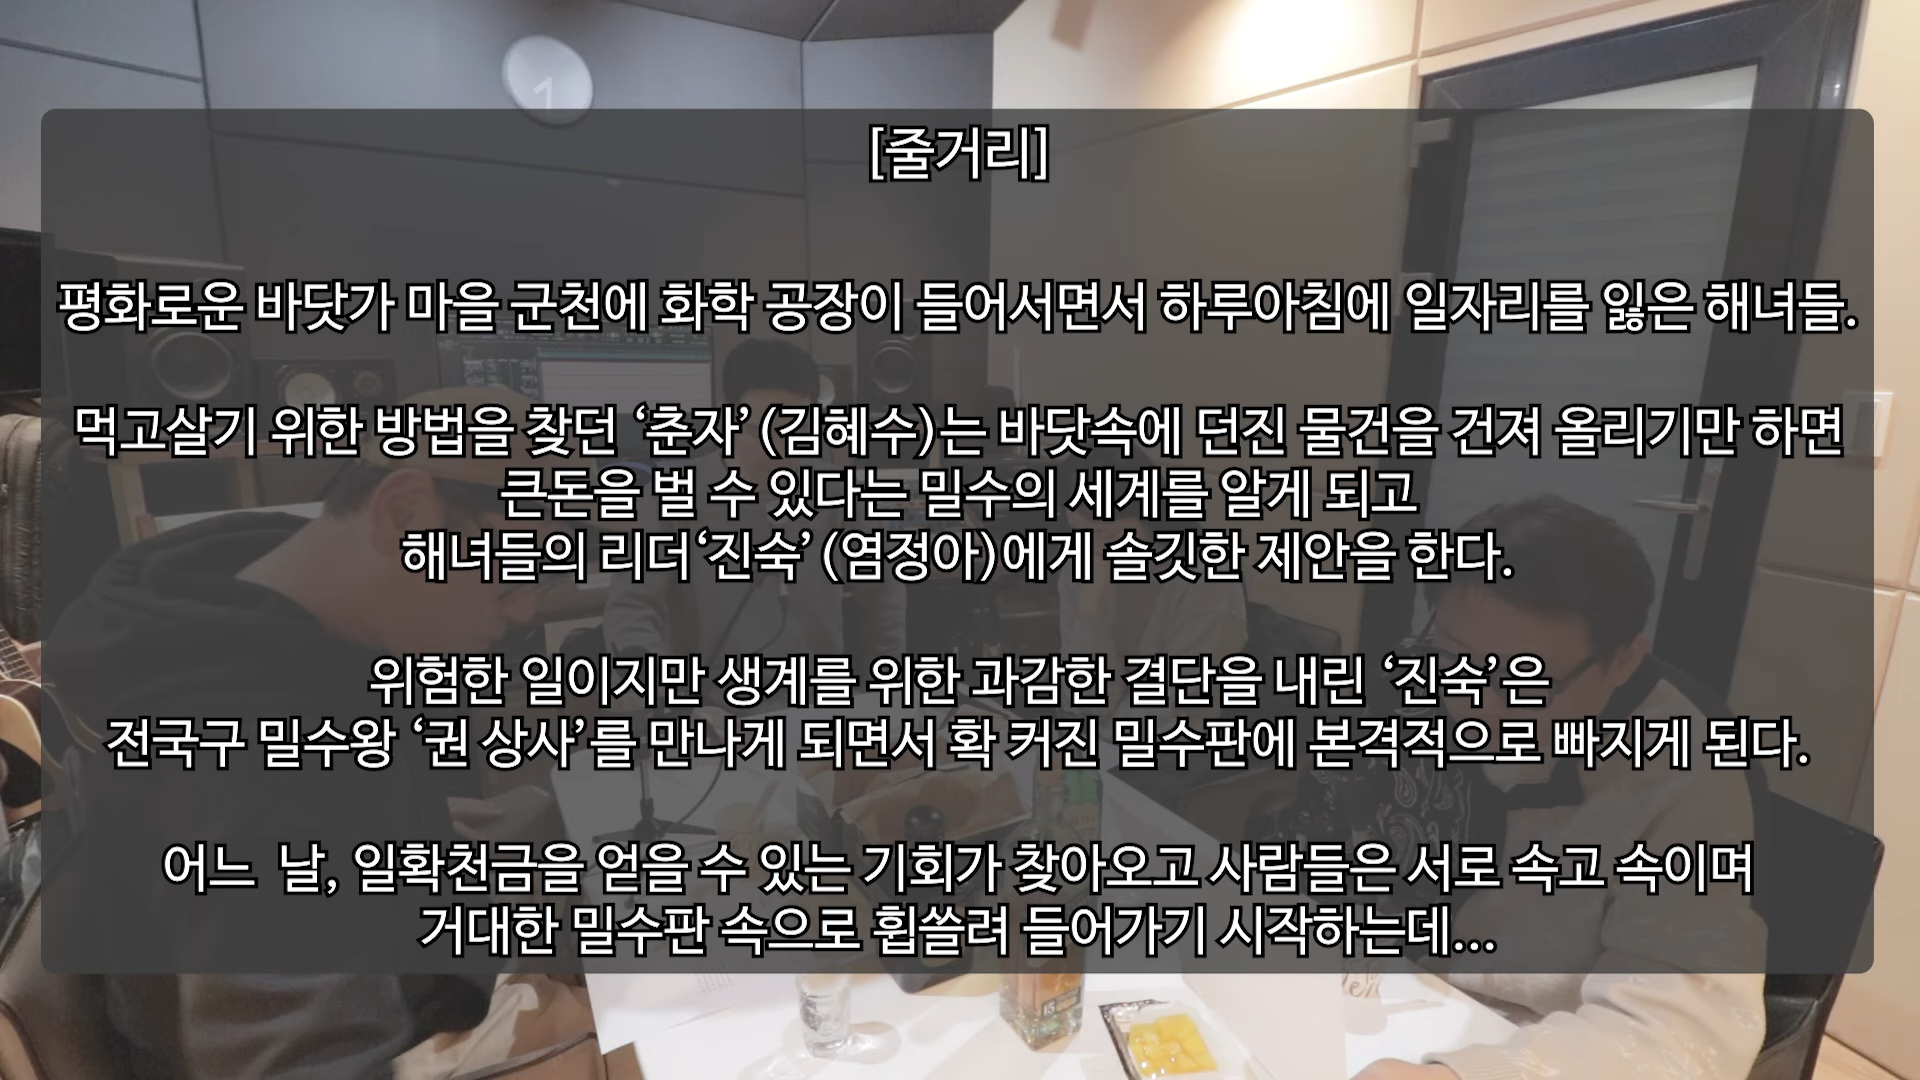 [줄거리]
평화로운 바닷가 마을 군천에 화학 공장이 들어서면서 하루아침에 일자리를 잃은 해녀들.
먹고살기 위한 방법을 찾던 ‘춘자’(김혜수)는 바닷속에 던진 물건을 건져 올리기만 하면
큰돈을 벌 수 있다는 밀수의 세계를 알게 되고
해녀들의 리더‘진숙’(염정아)에게 솔깃한 제안을 한다.
위험한 일이지만 생계를 위한 과감한 결단을 내린 ‘진숙’은
전국구 밀수왕 ‘권 상사’를 만나게 되면서 확 커진 밀수판에 본격적으로 빠지게 된다.
어느 날, 일확천금을 얻을 수 있는 기회가 찾아오고 사람들은 서로 속고 속이며
거대한 밀수판 속으로 휩쓸려 들어가기 시작하는데...
1
15